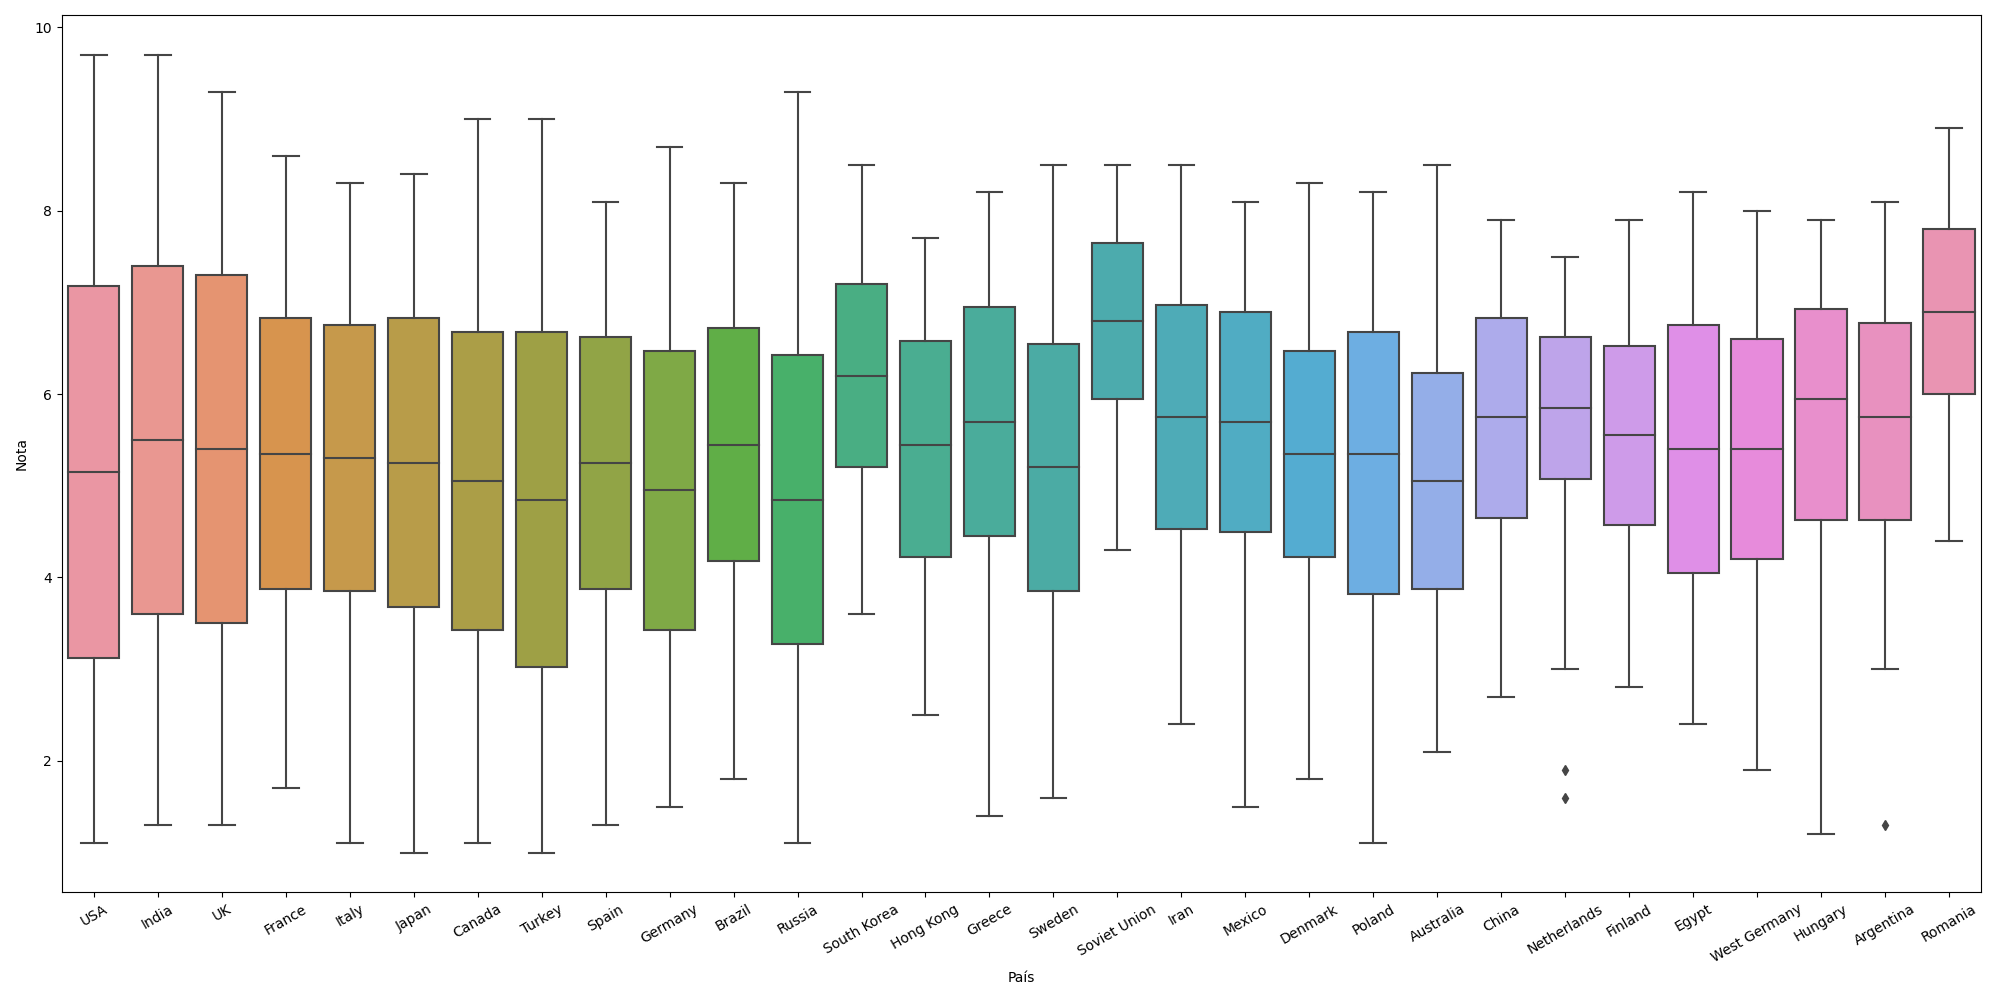 10
8
6
4
2
Nota
USA India UK France Italy Japan Canada Turkey Spain Germany Brazil Russia South Korea Hong Kong Greece Sweden Soviet Union Iran Mexico Denmark Poland Australia China Netherlands Finland Egypt West Germany Hungary Argentina Romania
País